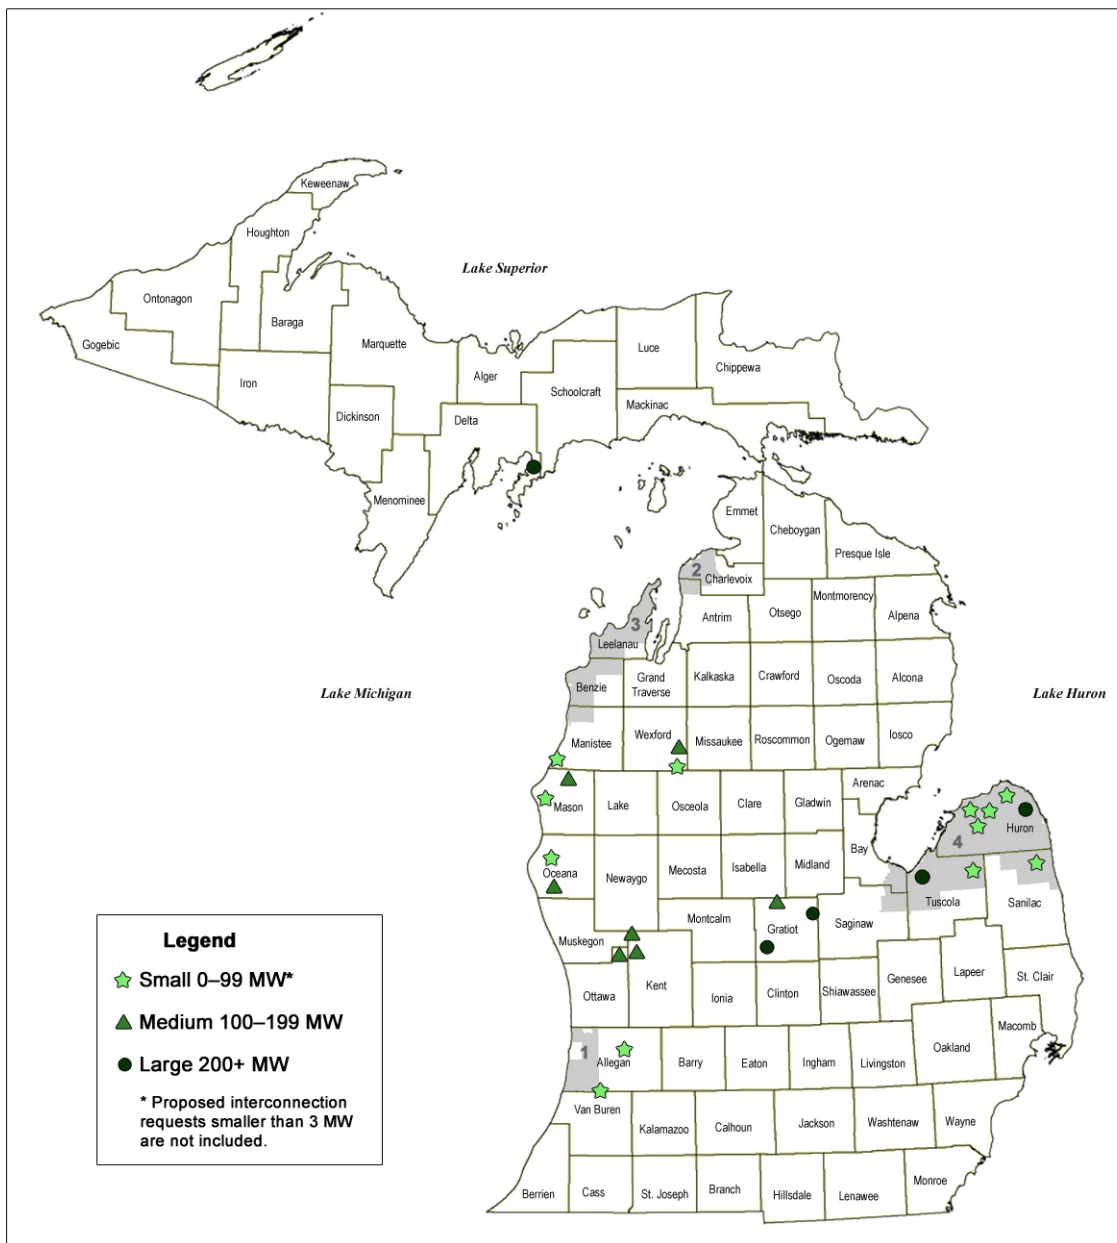 Keweenaw
Houghton
Lake Superior
Ontonagon
Baraga
Gogebic
Marquette
Luce
Chippewa
Iron
Alger
Schoolcraft
Mackinac
Dickinson
Delta
Menominee
Emmet
Cheboygan
Presque Isle
2
Charlevoix
Montmorency
Antrim
Otsego
Alpena
3
Leelanau
Lake Michigan
Benzie
Grand
Traverse
Kalkaska
Crawford
Oscoda
Alcona
Lake Huron
Manistee
Wexford
Missaukee
Roscommon
Ogemaw
Iosco
Arenac
Mason
Lake
Osceola
Clare
Gladwin
Huron
4
Bay
Oceana
Newaygo
Mecosta
Isabella
Midland
Tuscola
Sanilac
Muskegon
Montcalm
Gratiot
Saginaw
Kent
Ottawa
Ionia
Clinton
Shiawassee
Genesee
Lapeer
St. Clair
Macomb
1
Allegan
Barry
Eaton
Ingham
Livingston
Oakland
Van Buren
Kalamazoo
Calhoun
Jackson
Washtenaw
Wayne
Berrien
Cass
St. Joseph
Branch
Hillsdale
Lenawee
Monroe
Legend
Small 0–99 MW*
Medium 100–199 MW
Large 200+ MW
* Proposed interconnection
requests smaller than 3 MW
are not included.